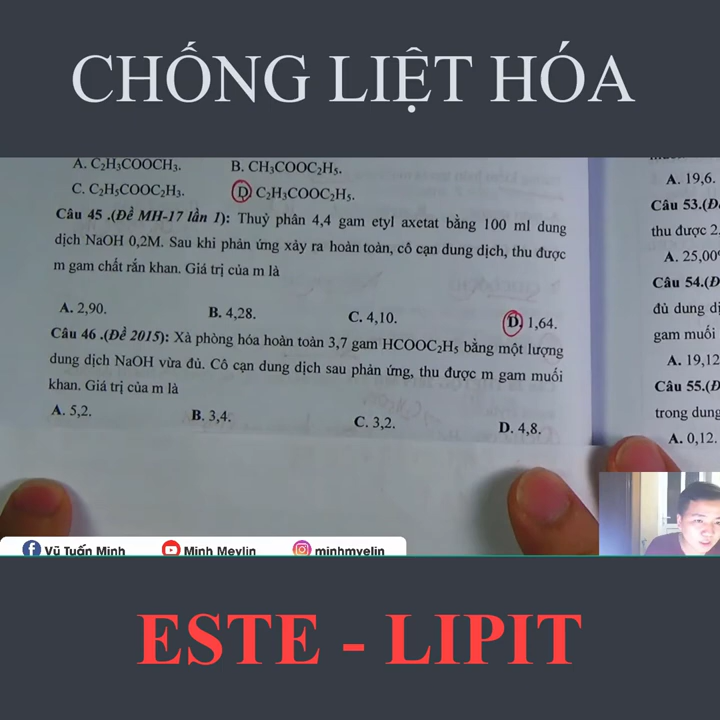 CHỐNG LIỆT HÓA
A. C₂H₃COOCH₃. B. CH₃COOC₂H₅.
C. C₂H₅COOC₂H₃. D. C₂H₃COOC₂H₅.
Câu 45 .(Đề MH-17 lần 1): Thuỷ phân 4,4 gam etyl axetat bằng 100 ml dung
dịch NaOH 0,2M. Sau khi phản ứng xảy ra hoàn toàn, cô cạn dung dịch, thu được
m gam chất rắn khan. Giá trị của m là
A. 2,90. B. 4,28. C. 4,10. D. 1,64.
Câu 46 .(Đề 2015): Xà phòng hóa hoàn toàn 3,7 gam HCOOC₂H₅ bằng một lượng
dung dịch NaOH vừa đủ. Cô cạn dung dịch sau phản ứng, thu được m gam muối
khan. Giá trị của m là
A. 5,2. B. 3,4. C. 3,2. D. 4,8.
A. 19,6.
Câu 53.(Đ
thu được 2.
A. 25,00
Câu 54.(Đ
đủ dung dị
gam muối
A. 19,12
Câu 55.(Đ
trong dung
A. 0,12.
Vũ Tuấn Minh Minh Mevlin minhmyelin
ESTE - LIPIT